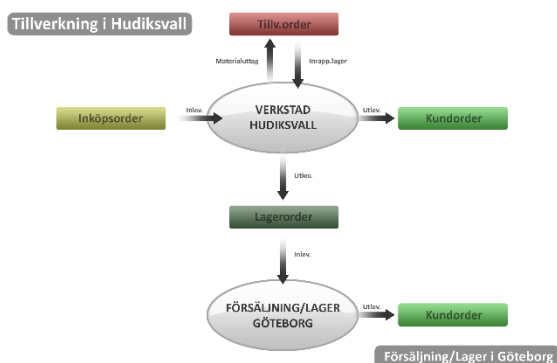 Tillverkning i Hudiksvall
Tillv.order
Materialuttag
Inrapp.lager
Inköpsorder
Inlev.
VERKSTAD
HUDIKSVALL
Utlev.
Kundorder
Utlev.
Lagerorder
Inlev.
FÖRSÄLJNING/LAGER
GÖTEBORG
Utlev.
Kundorder
Försäljning/Lager i Göteborg